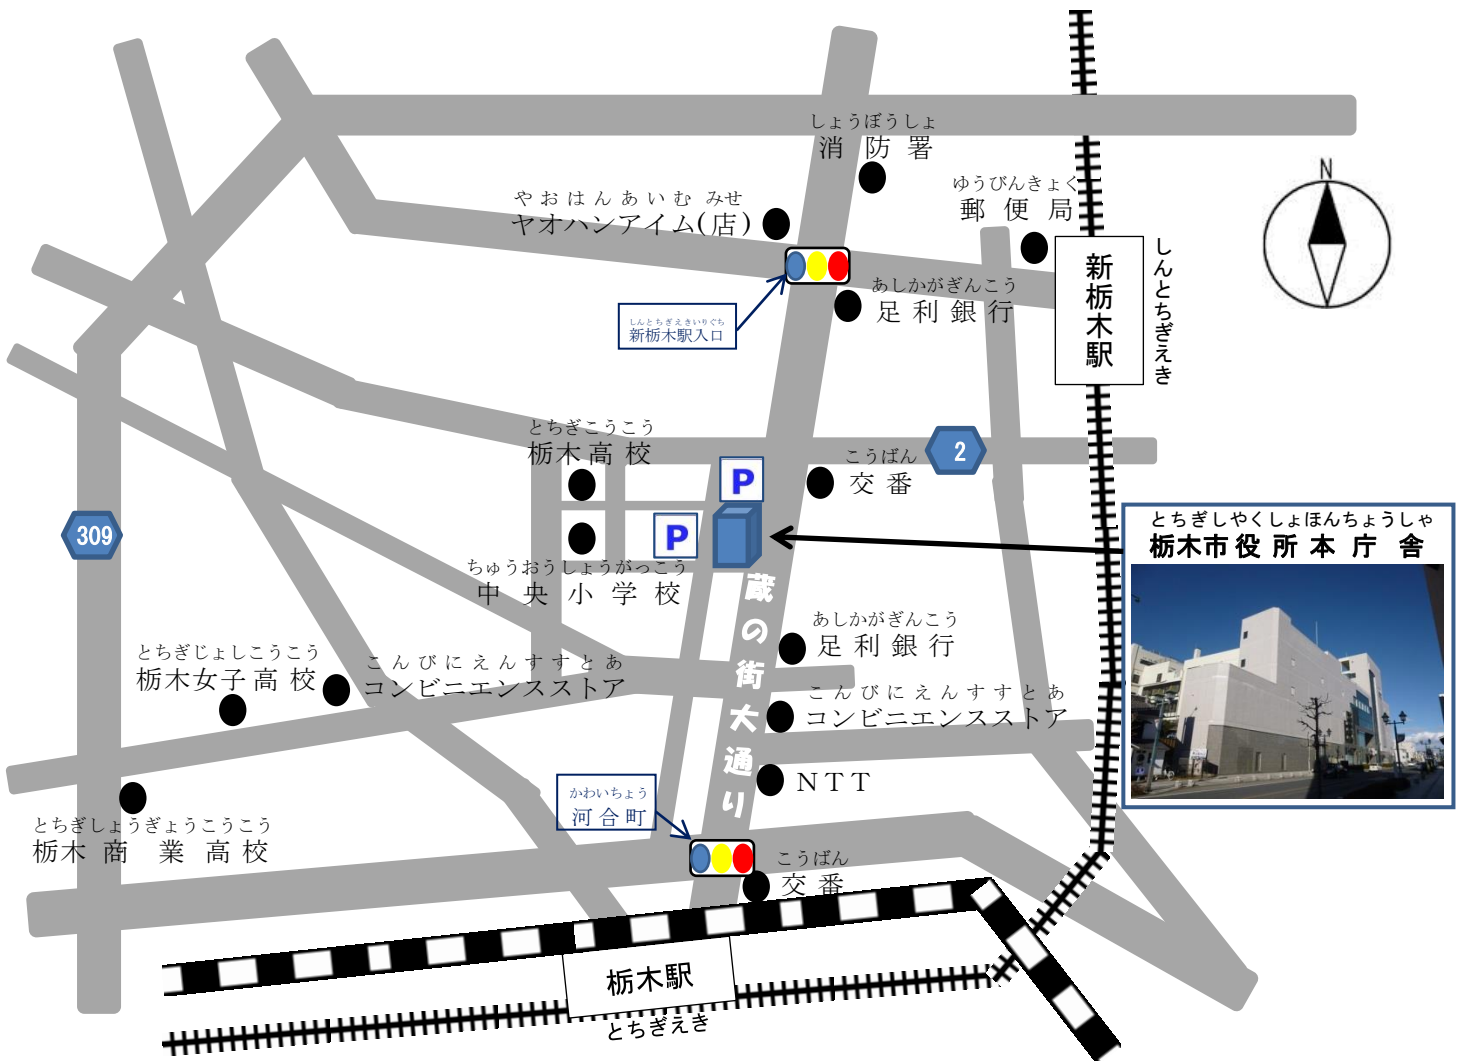 しょうぼうしょ
消防署
N
ゆうびんきょく
郵便局
やおはんあいむ みせ
ヤオハンアイム(店)
しんとちぎえき
新栃木駅
あしかがぎんこう
足利銀行
しんとちぎえきいりぐち
新栃木駅入口
とちぎこうこう
栃木高校
こうばん
交番
2
P
P
309
とちぎしやくしょほんちょうしゃ
栃木市役所本庁舎
ちゅうおうしょうがっこう
中央小学校
蔵の街大通り
あしかがぎんこう
足利銀行
とちぎじょしこうこう
栃木女子高校
こんびにえんすすとあ
コンビニエンスストア
こんびにえんすすとあ
コンビニエンスストア
NTT
かわいちょう
河合町
とちぎしょうぎょうこうこう
栃木商業高校
こうばん
交番
栃木駅
とちぎえき